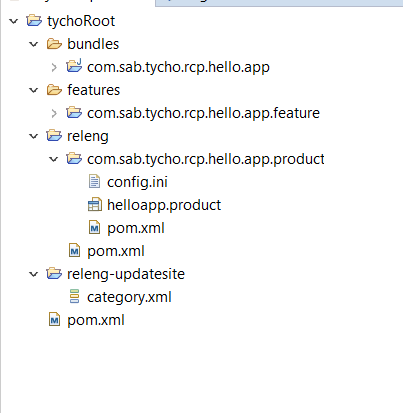 tychoRoot
bundles
com.sab.tycho.rcp.hello.app
features
com.sab.tycho.rcp.hello.app.feature
releng
com.sab.tycho.rcp.hello.app.product
config.ini
helloapp.product
pom.xml
pom.xml
releng-updatesite
category.xml
pom.xml